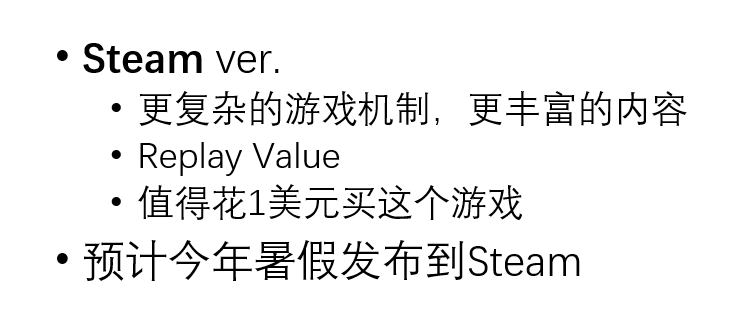 • Steam ver.
• 更复杂的游戏机制，更丰富的内容
• Replay Value
• 值得花1美元买这个游戏
• 预计今年暑假发布到Steam